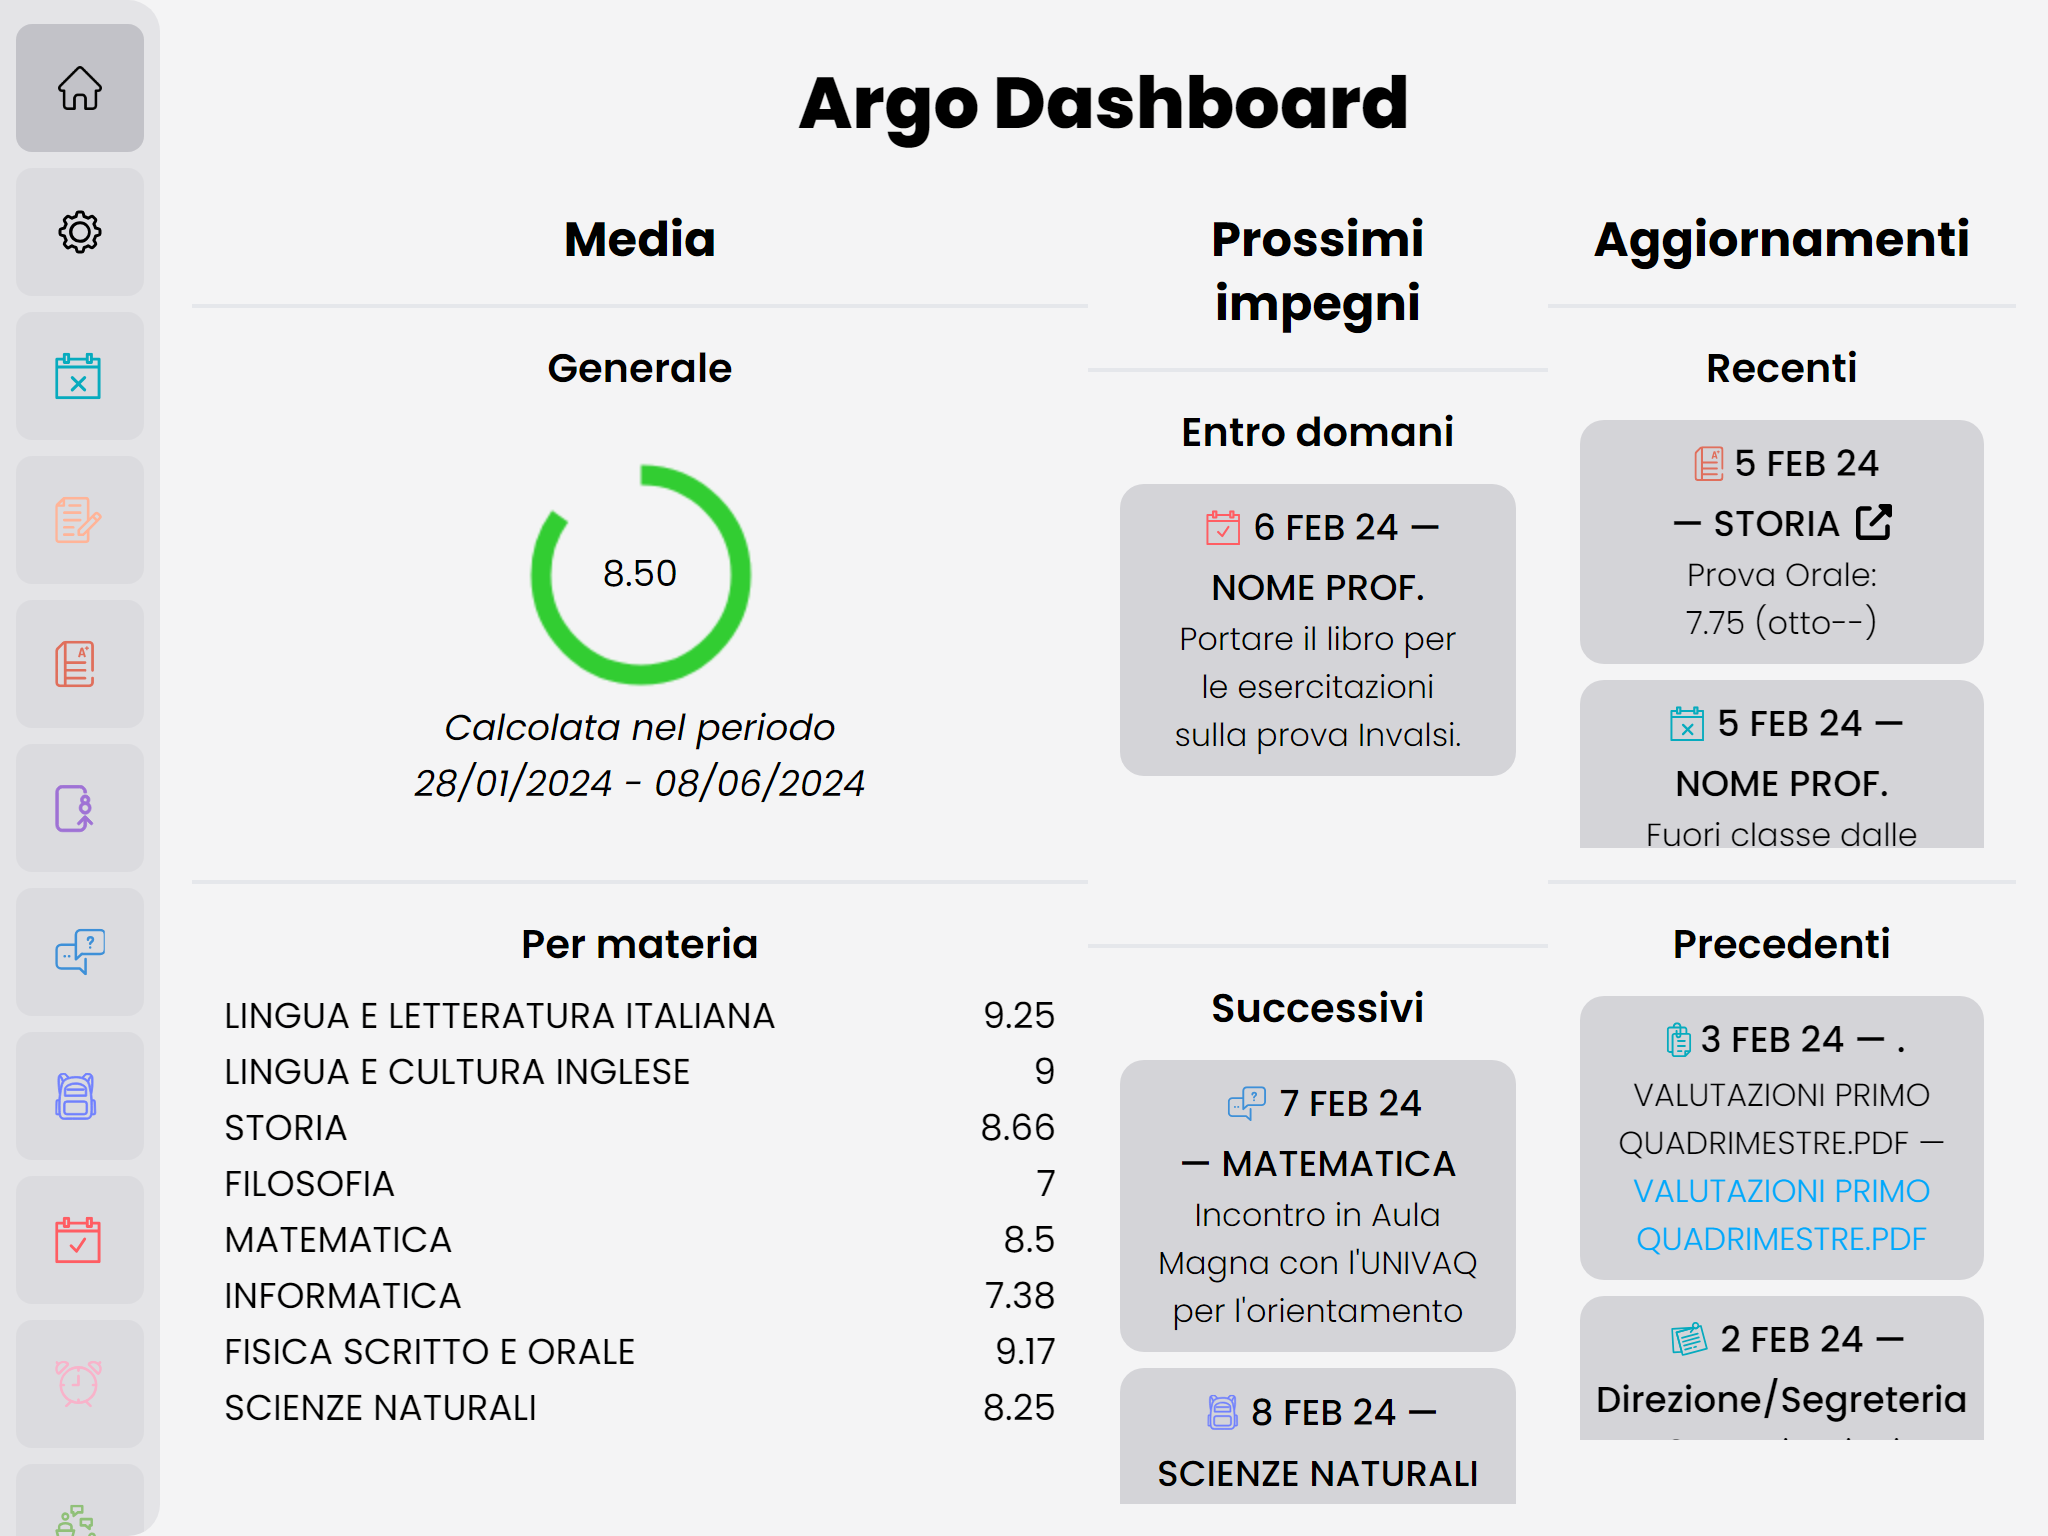 Argo Dashboard
Media
Generale
8.50
Calcolata nel periodo
28/01/2024 - 08/06/2024
Per materia
LINGUA E LETTERATURA ITALIANA 9.25
LINGUA E CULTURA INGLESE 9
STORIA 8.66
FILOSOFIA 7
MATEMATICA 8.5
INFORMATICA 7.38
FISICA SCRITTO E ORALE 9.17
SCIENZE NATURALI 8.25
Prossimi
impegni
Entro domani
6 FEB 24 —
NOME PROF.
Portare il libro per
le esercitazioni
sulla prova Invalsi.
Successivi
7 FEB 24
— MATEMATICA
Incontro in Aula
Magna con l'UNIVAQ
per l'orientamento
8 FEB 24 —
SCIENZE NATURALI
Aggiornamenti
Recenti
5 FEB 24
— STORIA
Prova Orale:
7.75 (otto--)
5 FEB 24 —
NOME PROF.
Fuori classe dalle
Precedenti
3 FEB 24 — .
VALUTAZIONI PRIMO
QUADRIMESTRE.PDF —
VALUTAZIONI PRIMO
QUADRIMESTRE.PDF
2 FEB 24 —
Direzione/Segreteria